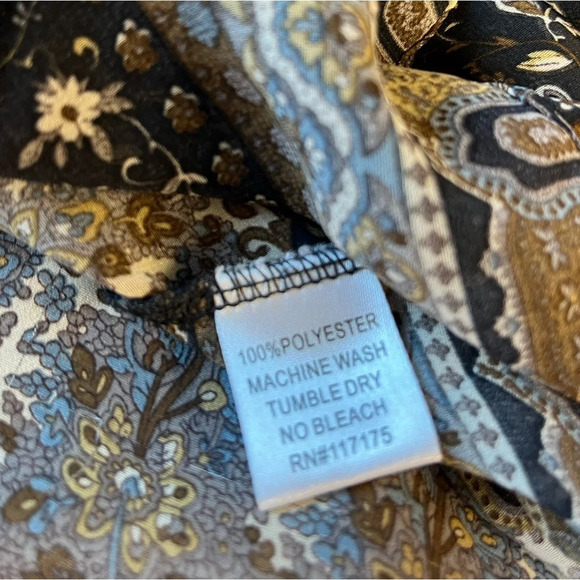 100%POLYESTER
MACHINE WASH
TUMBLE DRY
NO BLEACH
RN#117175